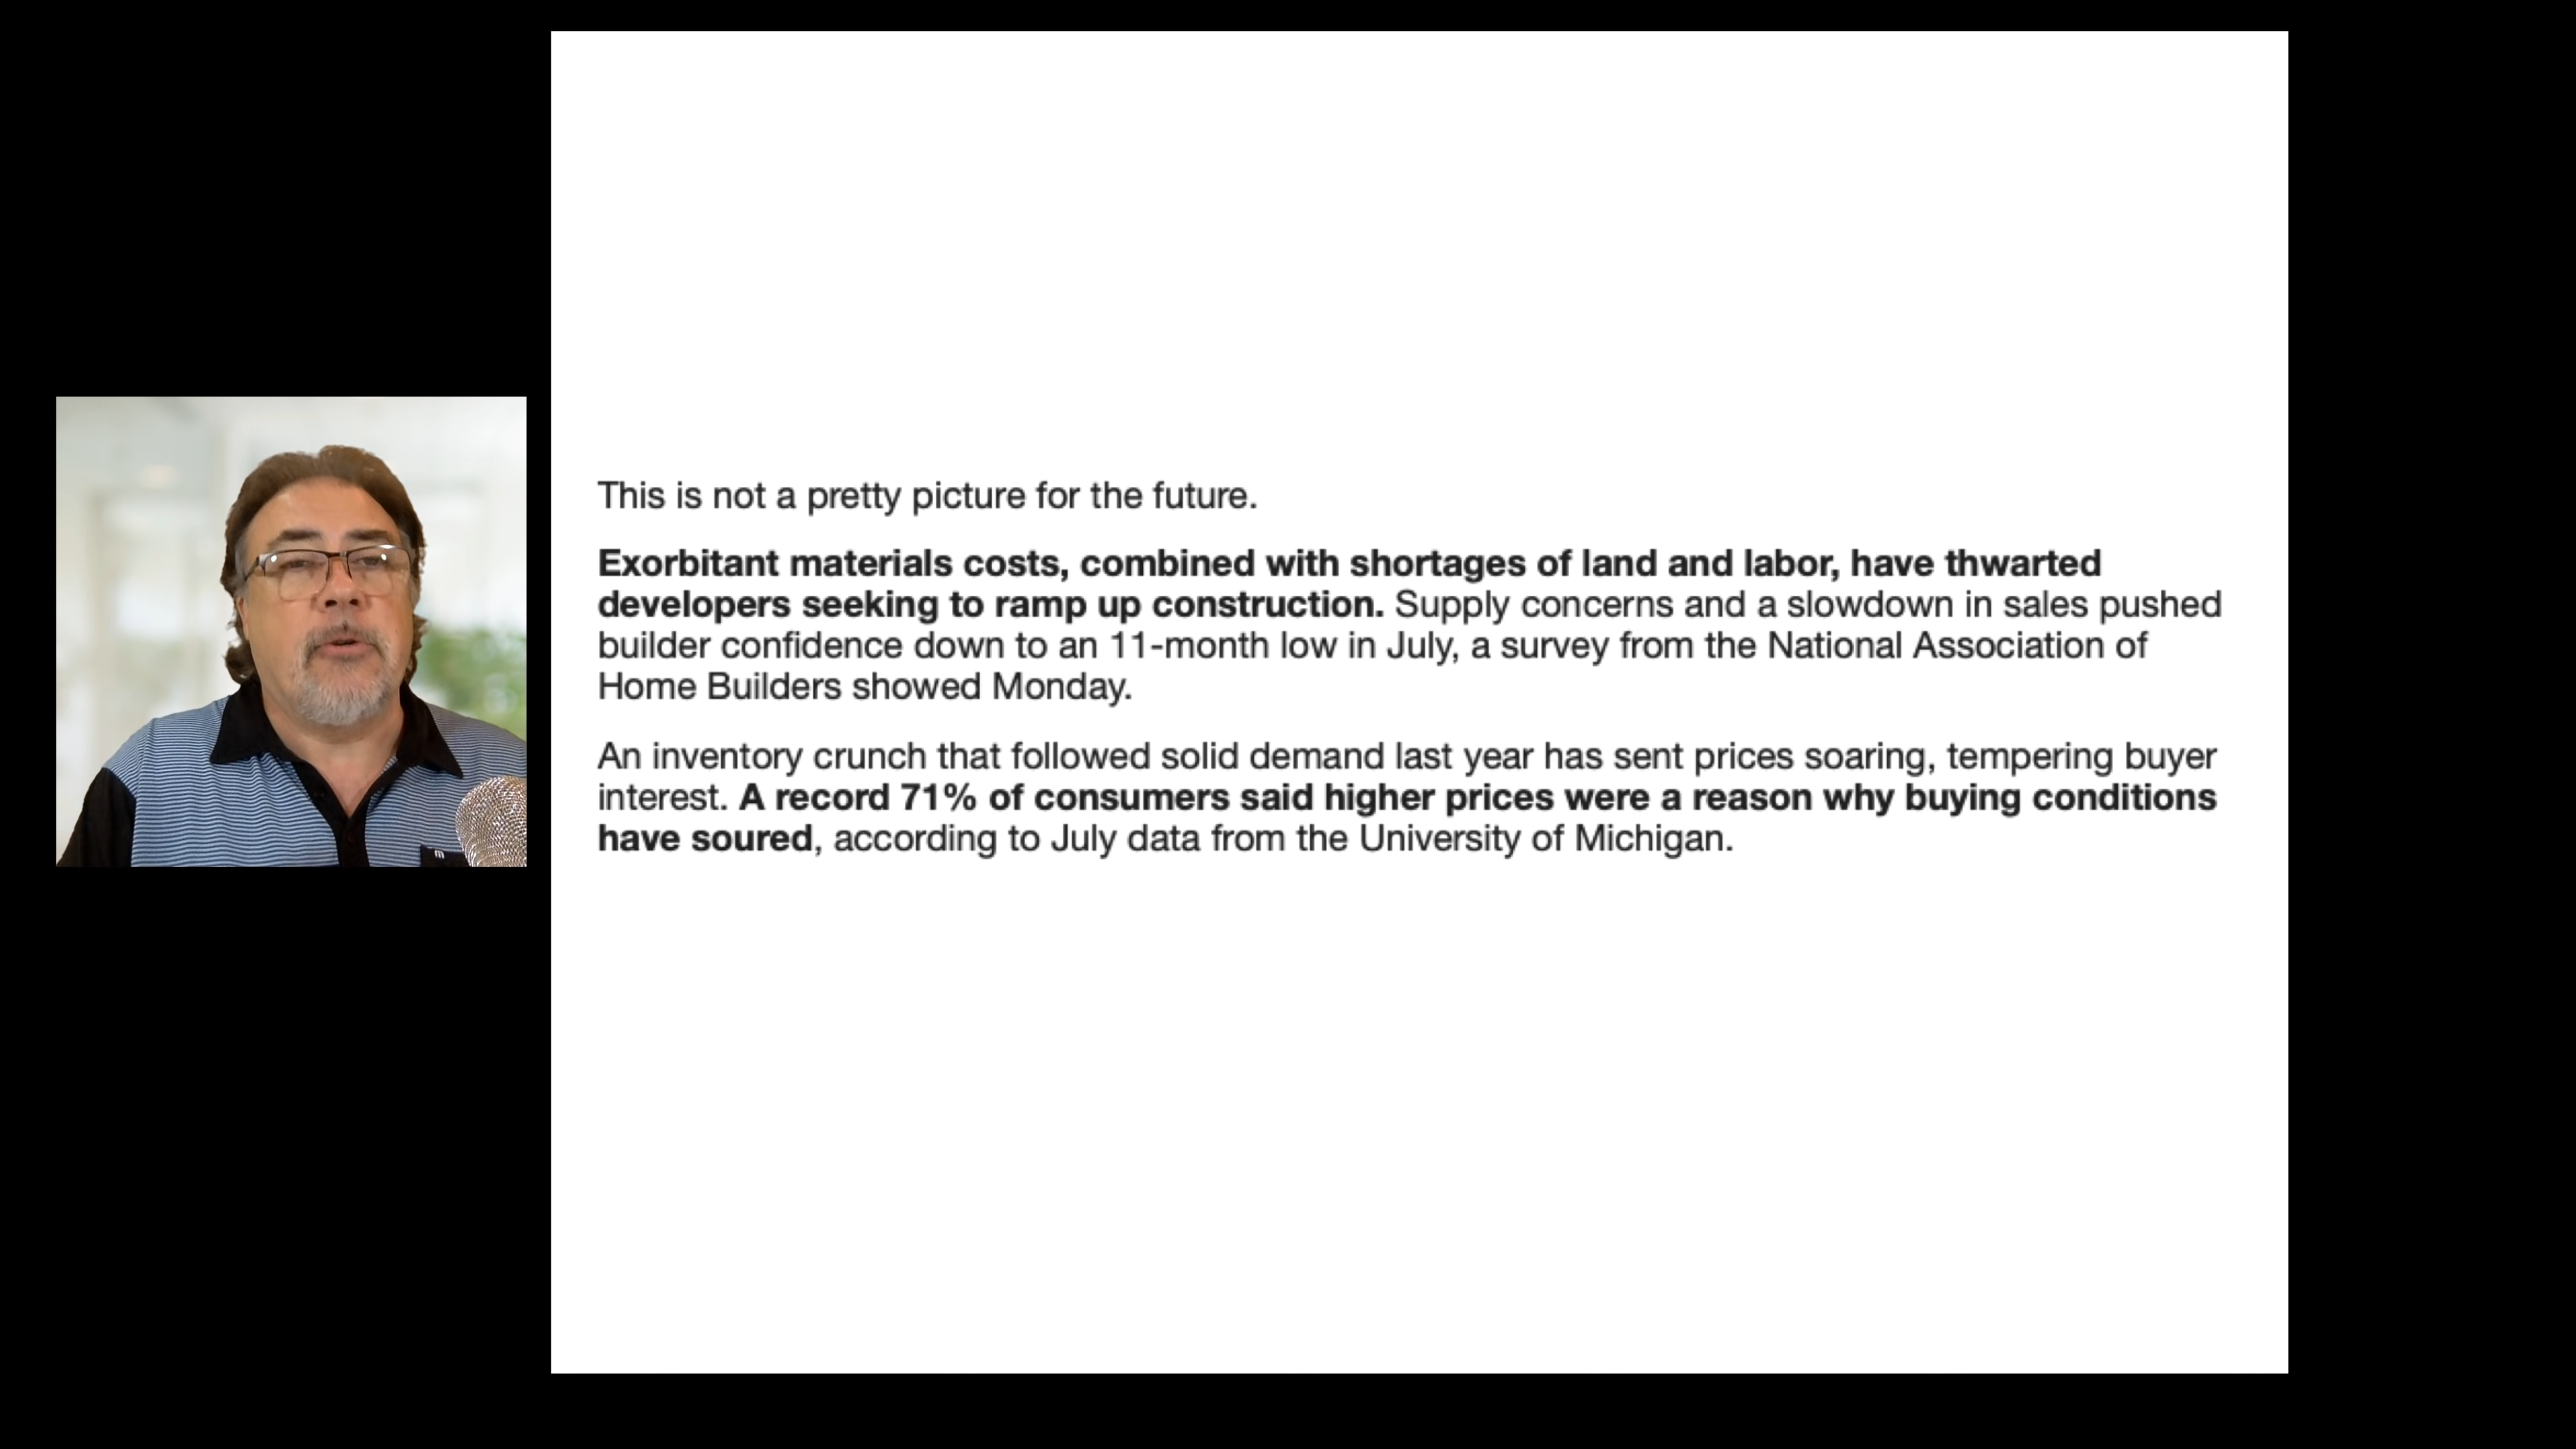 This is not a pretty picture for the future.
Exorbitant materials costs, combined with shortages of land and labor, have thwarted
developers seeking to ramp up construction. Supply concerns and a slowdown in sales pushed
builder confidence down to an 11-month low in July, a survey from the National Association of
Home Builders showed Monday.
An inventory crunch that followed solid demand last year has sent prices soaring, tempering buyer
interest. A record 71% of consumers said higher prices were a reason why buying conditions
have soured, according to July data from the University of Michigan.